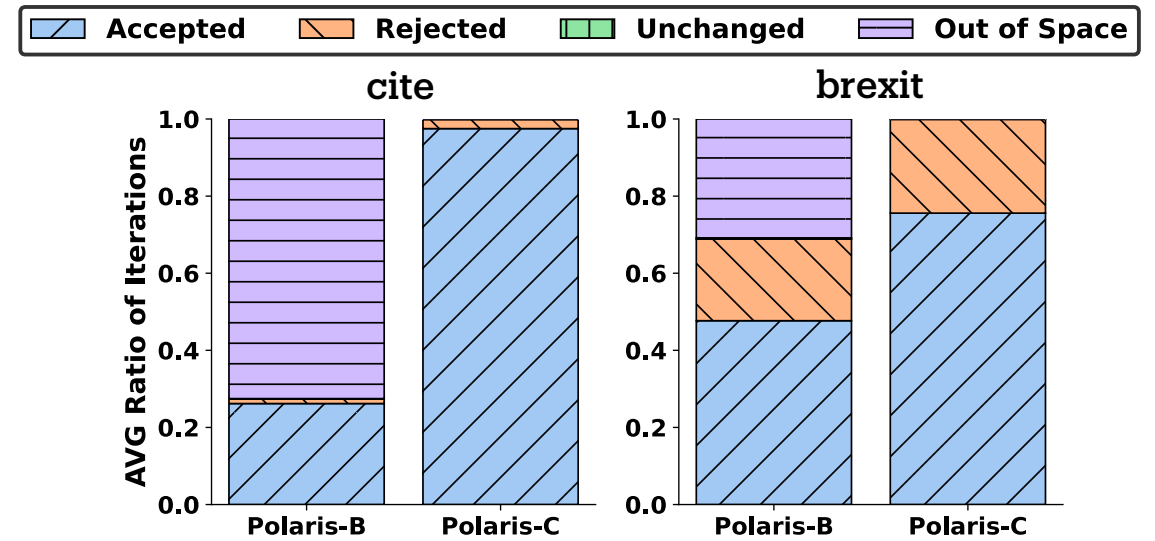 Accepted Rejected Unchanged Out of Space
cite brexit
AVG Ratio of Iterations
1.0
0.8
0.6
0.4
0.2
0.0
Polaris-B Polaris-C
1.0
0.8
0.6
0.4
0.2
0.0
Polaris-B Polaris-C